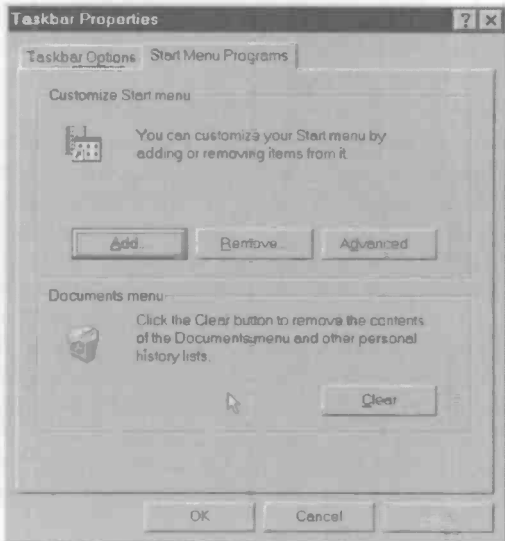 Taskbar Properties
? ×
Taskbar Options Start Menu Programs
Customize Start menu
You can customize your Start menu by
adding or removing items from it.
Add... Remove... Advanced
Documents menu
Click the Clear button to remove the contents
of the Documents menu and other personal
history lists.
Clear
OK Cancel